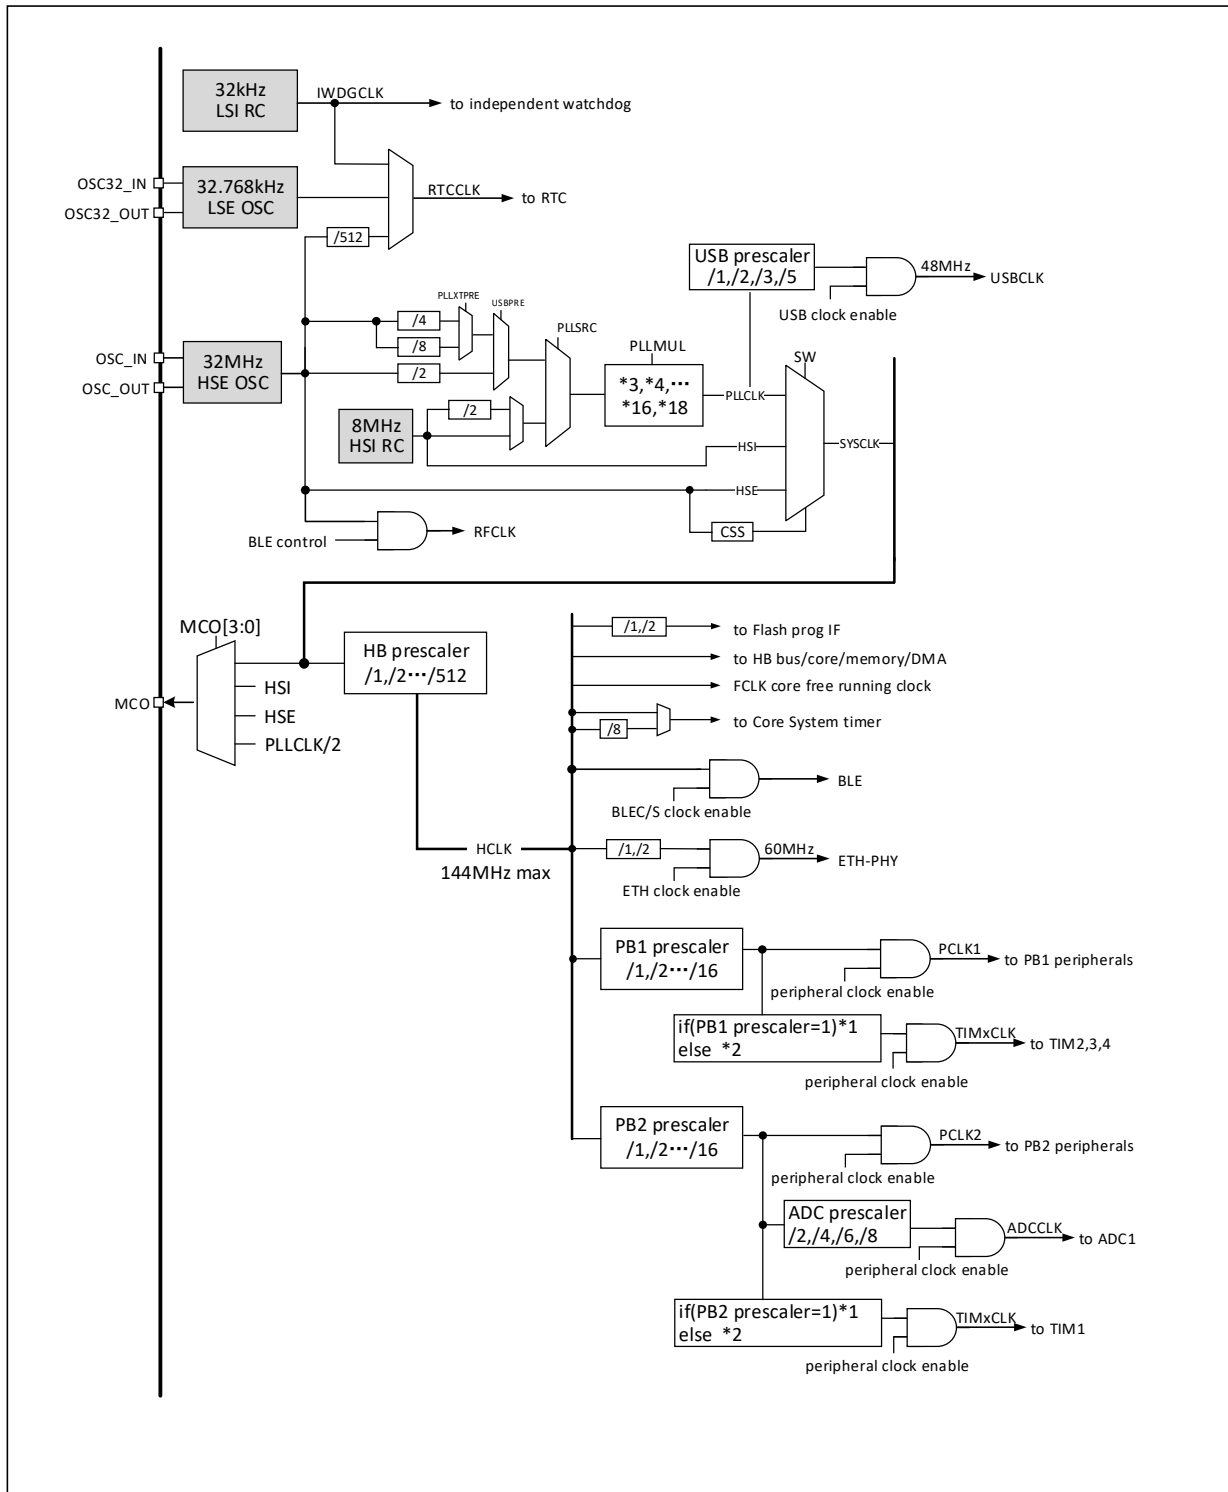 32kHz
LSI RC
IWDGCLK
to independent watchdog
OSC32_IN
OSC32_OUT
32.768kHz
LSE OSC
RTCCLK
to RTC
/512
USB prescaler
/1,/2,/3,/5
48MHz
USBCLK
USB clock enable
PLLXTPRE
USBPRE
/4
/8
/2
PLLSRC
PLLMUL
*3,*4,⋯
*16,*18
PLLCLK
SW
OSC_IN
OSC_OUT
32MHz
HSE OSC
8MHz
HSI RC
/2
HSI
SYSCLK
HSE
CSS
BLE control
RFCLK
MCO[3:0]
HSI
HSE
PLLCLK/2
MCO
HB prescaler
/1,/2⋯/512
/1,/2
to Flash prog IF
to HB bus/core/memory/DMA
FCLK core free running clock
/8
to Core System timer
BLE
BLEC/S clock enable
HCLK
144MHz max
/1,/2
60MHz
ETH-PHY
ETH clock enable
PB1 prescaler
/1,/2⋯/16
PCLK1
to PB1 peripherals
peripheral clock enable
if(PB1 prescaler=1)*1
else *2
TIMxCLK
to TIM2,3,4
peripheral clock enable
PB2 prescaler
/1,/2⋯/16
PCLK2
to PB2 peripherals
peripheral clock enable
ADC prescaler
/2,/4,/6,/8
ADCCLK
to ADC1
peripheral clock enable
if(PB2 prescaler=1)*1
else *2
TIMxCLK
to TIM1
peripheral clock enable